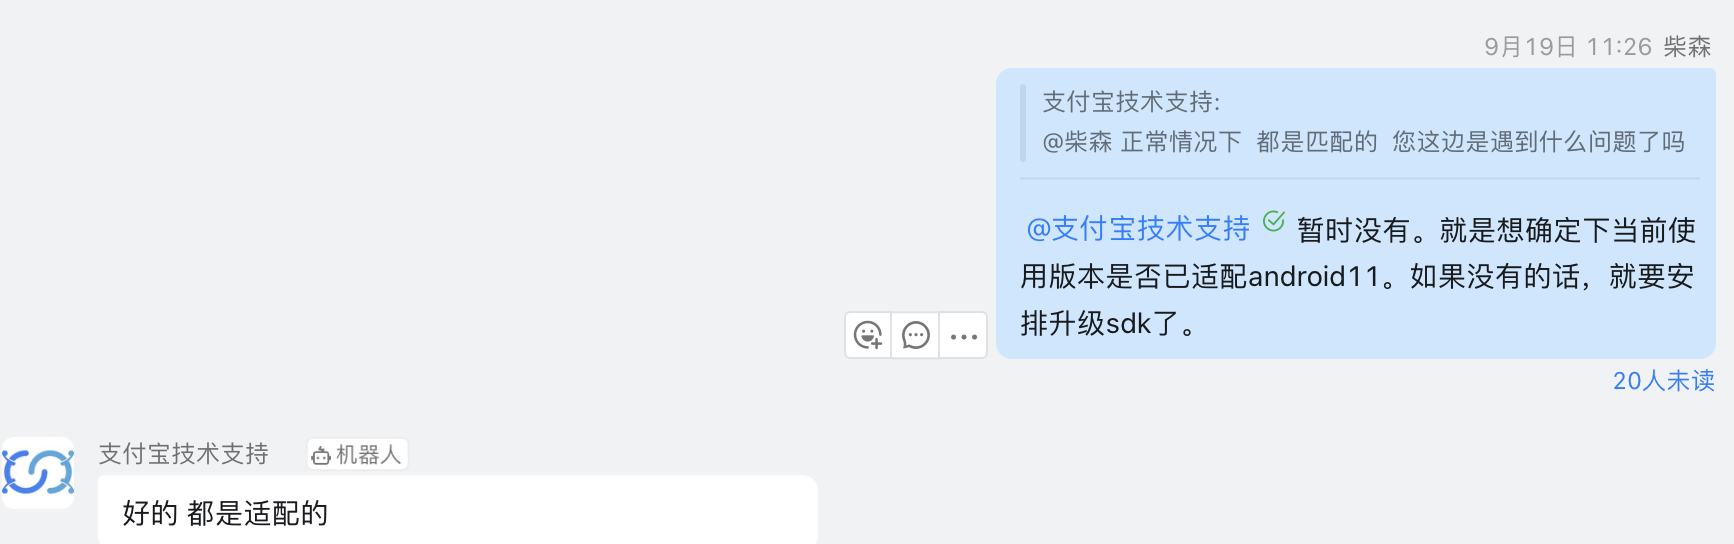 9月19日 11:26 柴森
支付宝技术支持:
@柴森 正常情况下 都是匹配的 您这边是遇到什么问题了吗
@支付宝技术支持 暂时没有。就是想确定下当前使
用版本是否已适配android11。如果没有的话，就要安
排升级sdk了。
20人未读
支付宝技术支持 机器人
好的 都是适配的